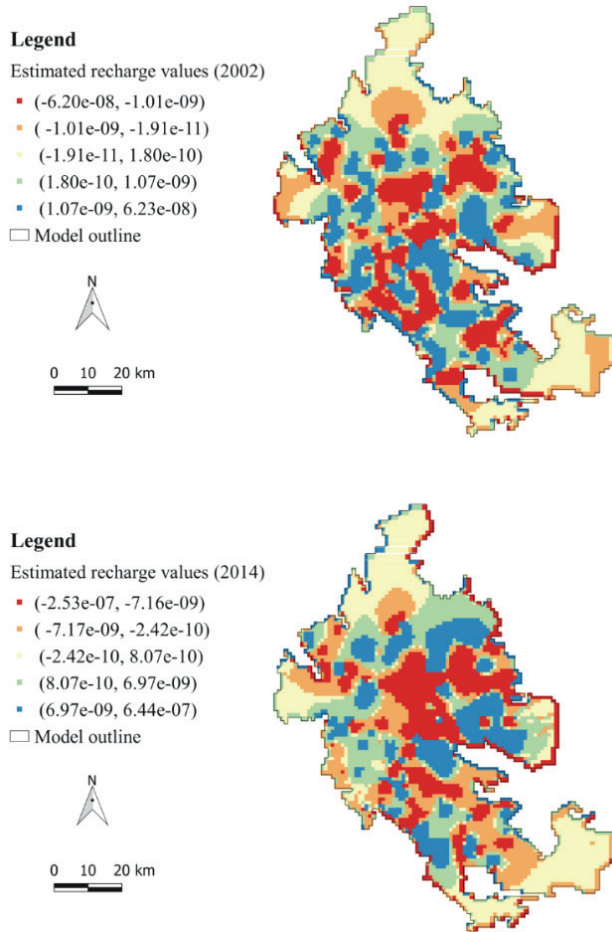 Legend
Estimated recharge values (2002)
(-6.20e-08, -1.01e-09)
( -1.01e-09, -1.91e-11)
(-1.91e-11, 1.80e-10)
(1.80e-10, 1.07e-09)
(1.07e-09, 6.23e-08)
Model outline
N
0 10 20 km
Legend
Estimated recharge values (2014)
(-2.53e-07, -7.16e-09)
( -7.17e-09, -2.42e-10)
(-2.42e-10, 8.07e-10)
(8.07e-10, 6.97e-09)
(6.97e-09, 6.44e-07)
Model outline
N
0 10 20 km